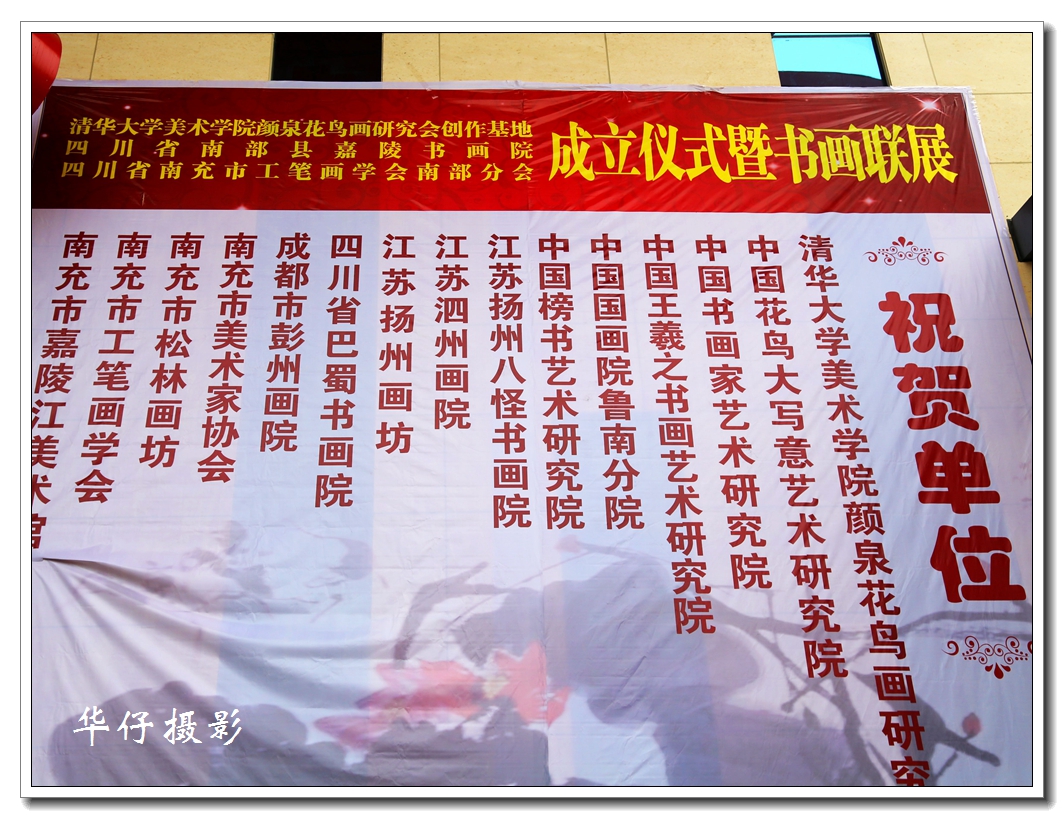 清华大学美术学院颜泉花鸟画研究会创作基地
四川省南部县嘉陵书画院
四川省南充市工笔画学会南部分会
成立仪式暨书画联展
祝贺单位
清华大学美术学院颜泉花鸟画研究
中国花鸟大写意艺术研究院
中国书画家艺术研究院
中国王羲之书画艺术研究院
中国国画院鲁南分院
中国榜书艺术研究院
江苏扬州八怪书画院
江苏泗州画院
江苏扬州画坊
四川省巴蜀书画院
成都市彭州画院
南充市美术家协会
南充市松林画坊
南充市工笔画学会
南充市嘉陵江美术馆
华仔摄影